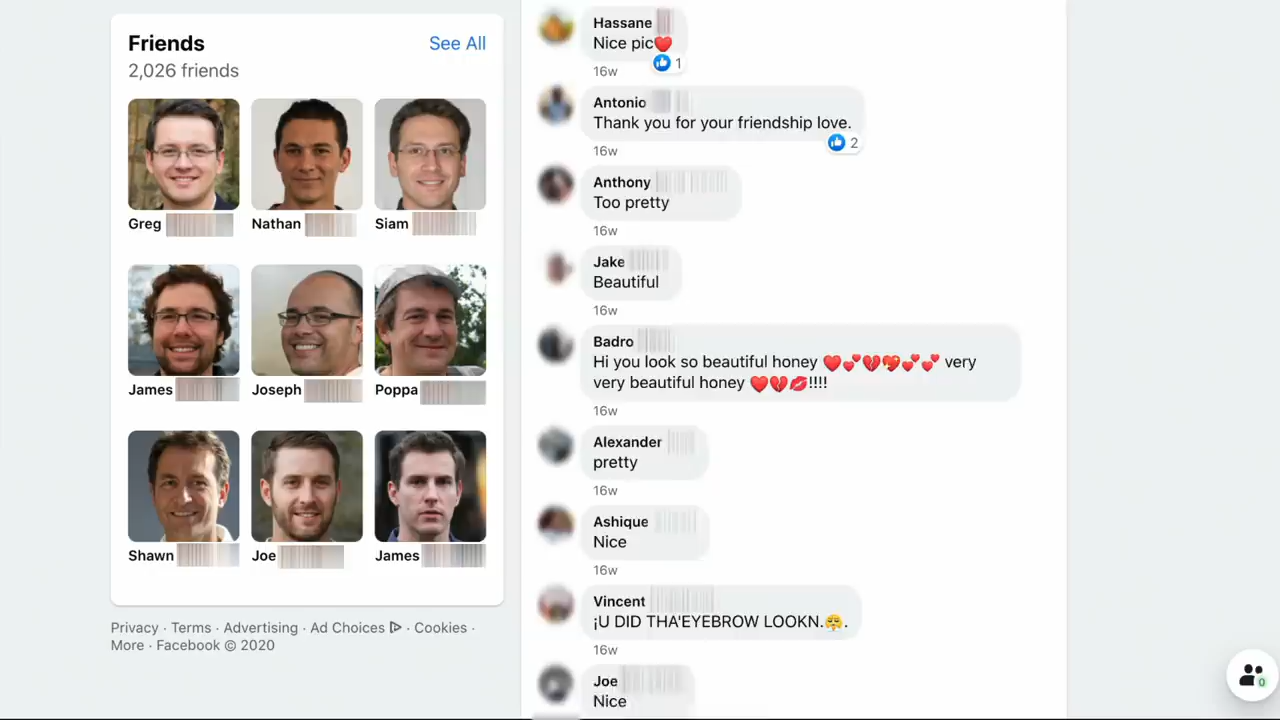 Friends
See All
2,026 friends
Greg
Nathan
Siam
James
Joseph
Poppa
Shawn
Joe
James
Privacy · Terms · Advertising · Ad Choices · Cookies ·
More · Facebook © 2020
Hassane
Nice pic❤️
1
16w
Antonio
Thank you for your friendship love.
2
16w
Anthony
Too pretty
16w
Jake
Beautiful
16w
Badro
Hi you look so beautiful honey ❤️💕💔💖❤️💕💕 very
very beautiful honey ❤️💔💋!!!!
16w
Alexander
pretty
16w
Ashique
Nice
16w
Vincent
¡U DID THA'EYEBROW LOOKN.😤.
16w
Joe
Nice
0